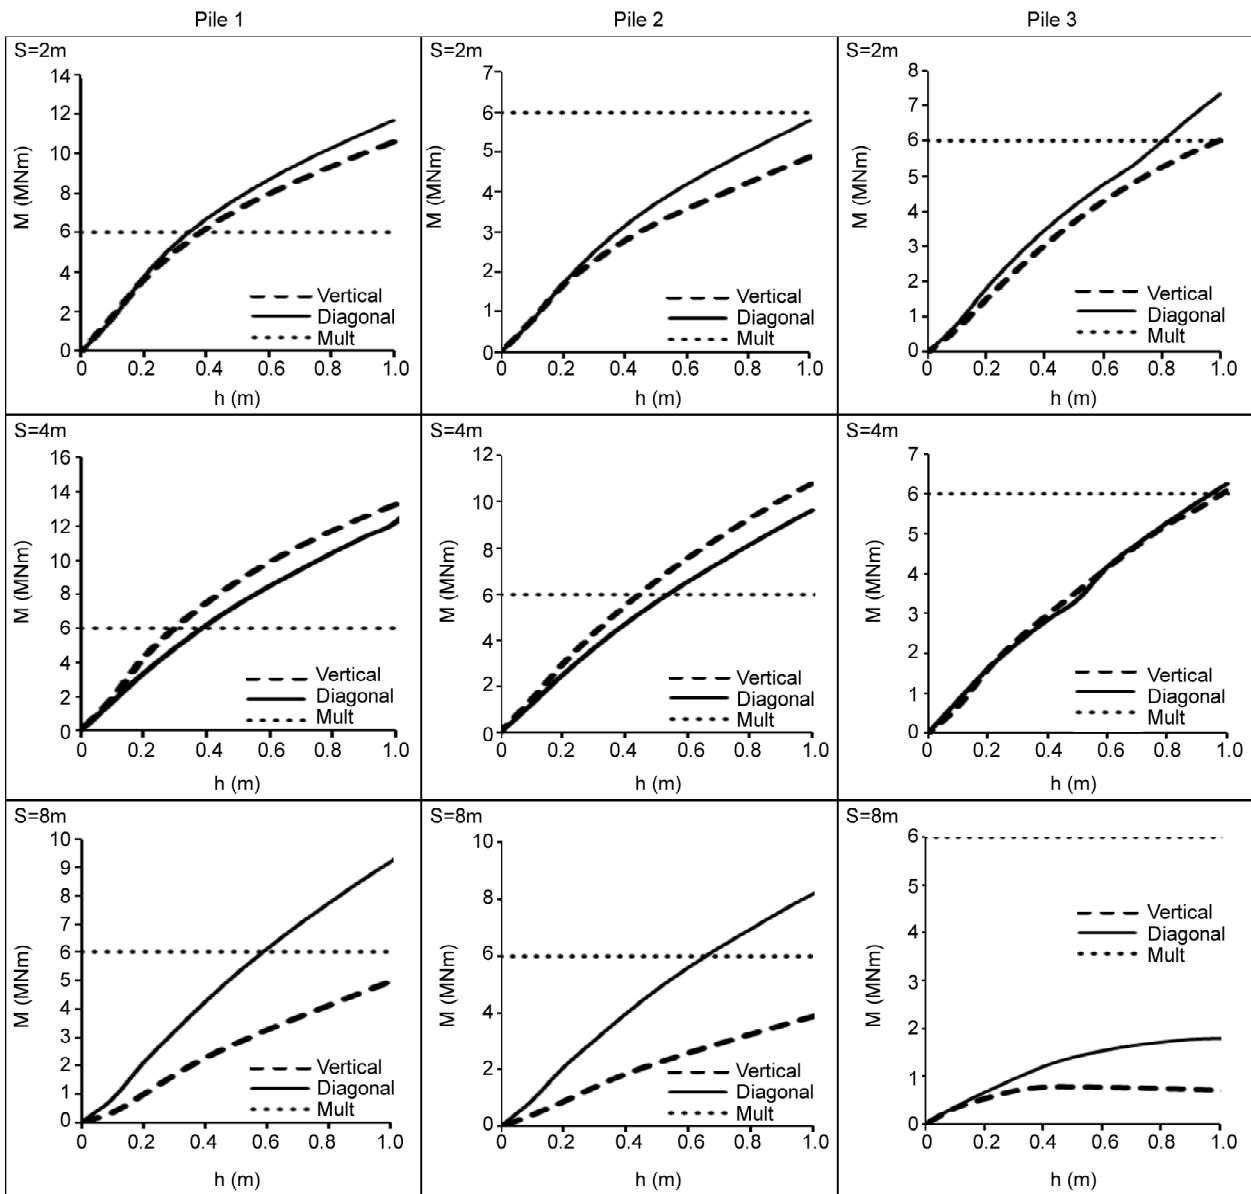 Pile 1
Pile 2
Pile 3
S=2m
M (MNm)
14
12
10
8
6
4
2
0
Vertical
Diagonal
Mult
0 0.2 0.4 0.6 0.8 1.0
h (m)
S=2m
M (MNm)
7
6
5
4
3
2
1
0
Vertical
Diagonal
Mult
0 0.2 0.4 0.6 0.8 1.0
h (m)
S=2m
M (MNm)
8
7
6
5
4
3
2
1
0
Vertical
Diagonal
Mult
0 0.2 0.4 0.6 0.8 1.0
h (m)
S=4m
M (MNm)
16
14
12
10
8
6
4
2
0
Vertical
Diagonal
Mult
0 0.2 0.4 0.6 0.8 1.0
h (m)
S=4m
M (MNm)
12
10
8
6
4
2
0
Vertical
Diagonal
Mult
0 0.2 0.4 0.6 0.8 1.0
h (m)
S=4m
M (MNm)
7
6
5
4
3
2
1
0
Vertical
Diagonal
Mult
0 0.2 0.4 0.6 0.8 1.0
h (m)
S=8m
M (MNm)
10
9
8
7
6
5
4
3
2
1
0
Vertical
Diagonal
Mult
0 0.2 0.4 0.6 0.8 1.0
h (m)
S=8m
M (MNm)
10
8
6
4
2
0
Vertical
Diagonal
Mult
0 0.2 0.4 0.6 0.8 1.0
h (m)
S=8m
M (MNm)
6
6
4
2
1
0
Vertical
Diagonal
Mult
0 0.2 0.4 0.6 0.8 1.0
h (m)